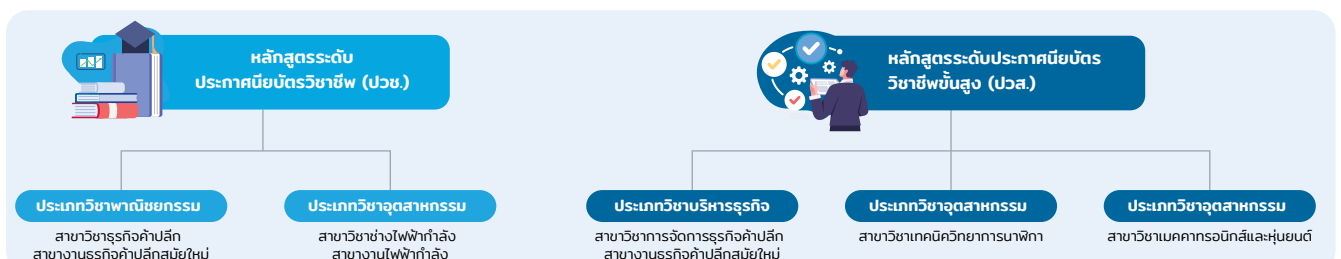 หลักสูตรระดับ
ประกาศนียบัตรวิชาชีพ (ปวช.)
หลักสูตรระดับประกาศนียบัตร
วิชาชีพชั้นสูง (ปวส.)
ประเภทวิชาพาณิชยกรรม
สาขาวิชาธุรกิจค้าปลีก
สาขางานธุรกิจค้าปลีกสมัยใหม่
ประเภทวิชาอุตสาหกรรม
สาขาวิชาช่างไฟฟ้ากำลัง
สาขางานไฟฟ้ากำลัง
ประเภทวิชาบริหารธุรกิจ
สาขาวิชาการจัดการธุรกิจค้าปลีก
สาขางานธุรกิจค้าปลีกสมัยใหม่
ประเภทวิชาอุตสาหกรรม
สาขาวิชาเทคนิควิทยาการนาฬิกา
ประเภทวิชาอุตสาหกรรม
สาขาวิชาเมคคาทรอนิกส์และหุ่นยนต์